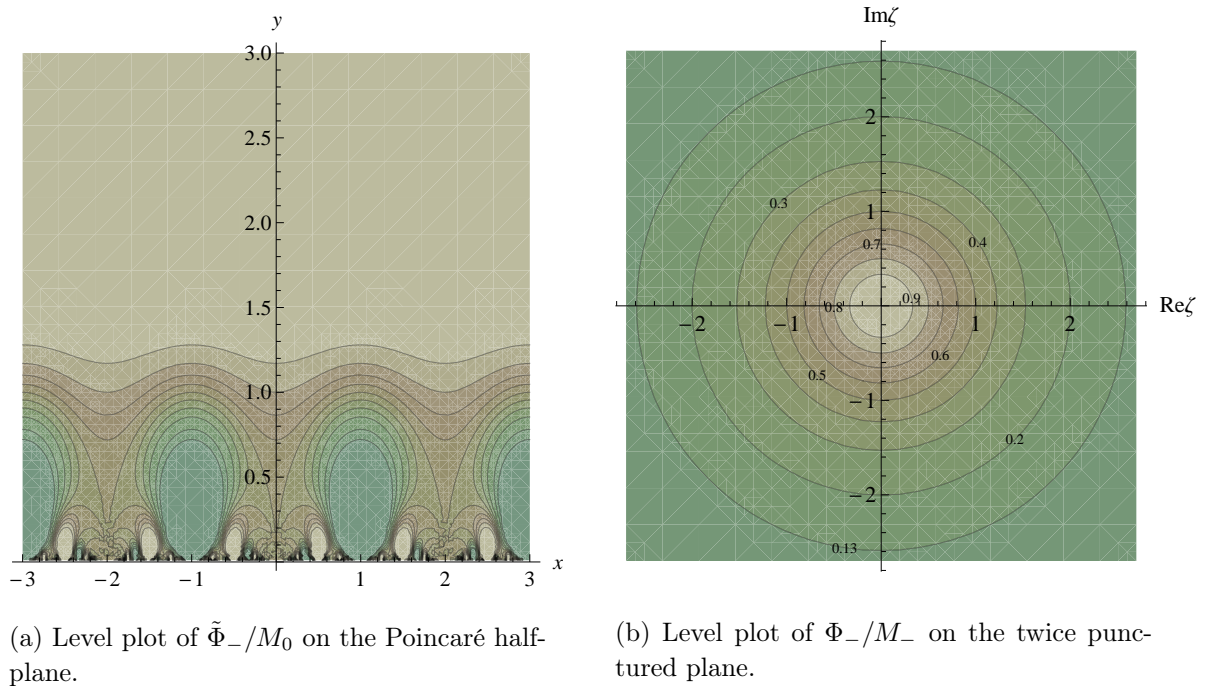 y
3.0
2.5
2.0
1.5
1.0
0.5
−3 −2 −1 1 2 3 x
(a) Level plot of Φ̃₋/M₀ on the Poincaré half-
plane.
Imζ
2
0.3
1
0.4
0.7
0.8 0.9
−2 −1 1 2 Reζ
0.6
0.5
−1
0.2
−2
0.13
(b) Level plot of Φ₋/M₋ on the twice punc-
tured plane.